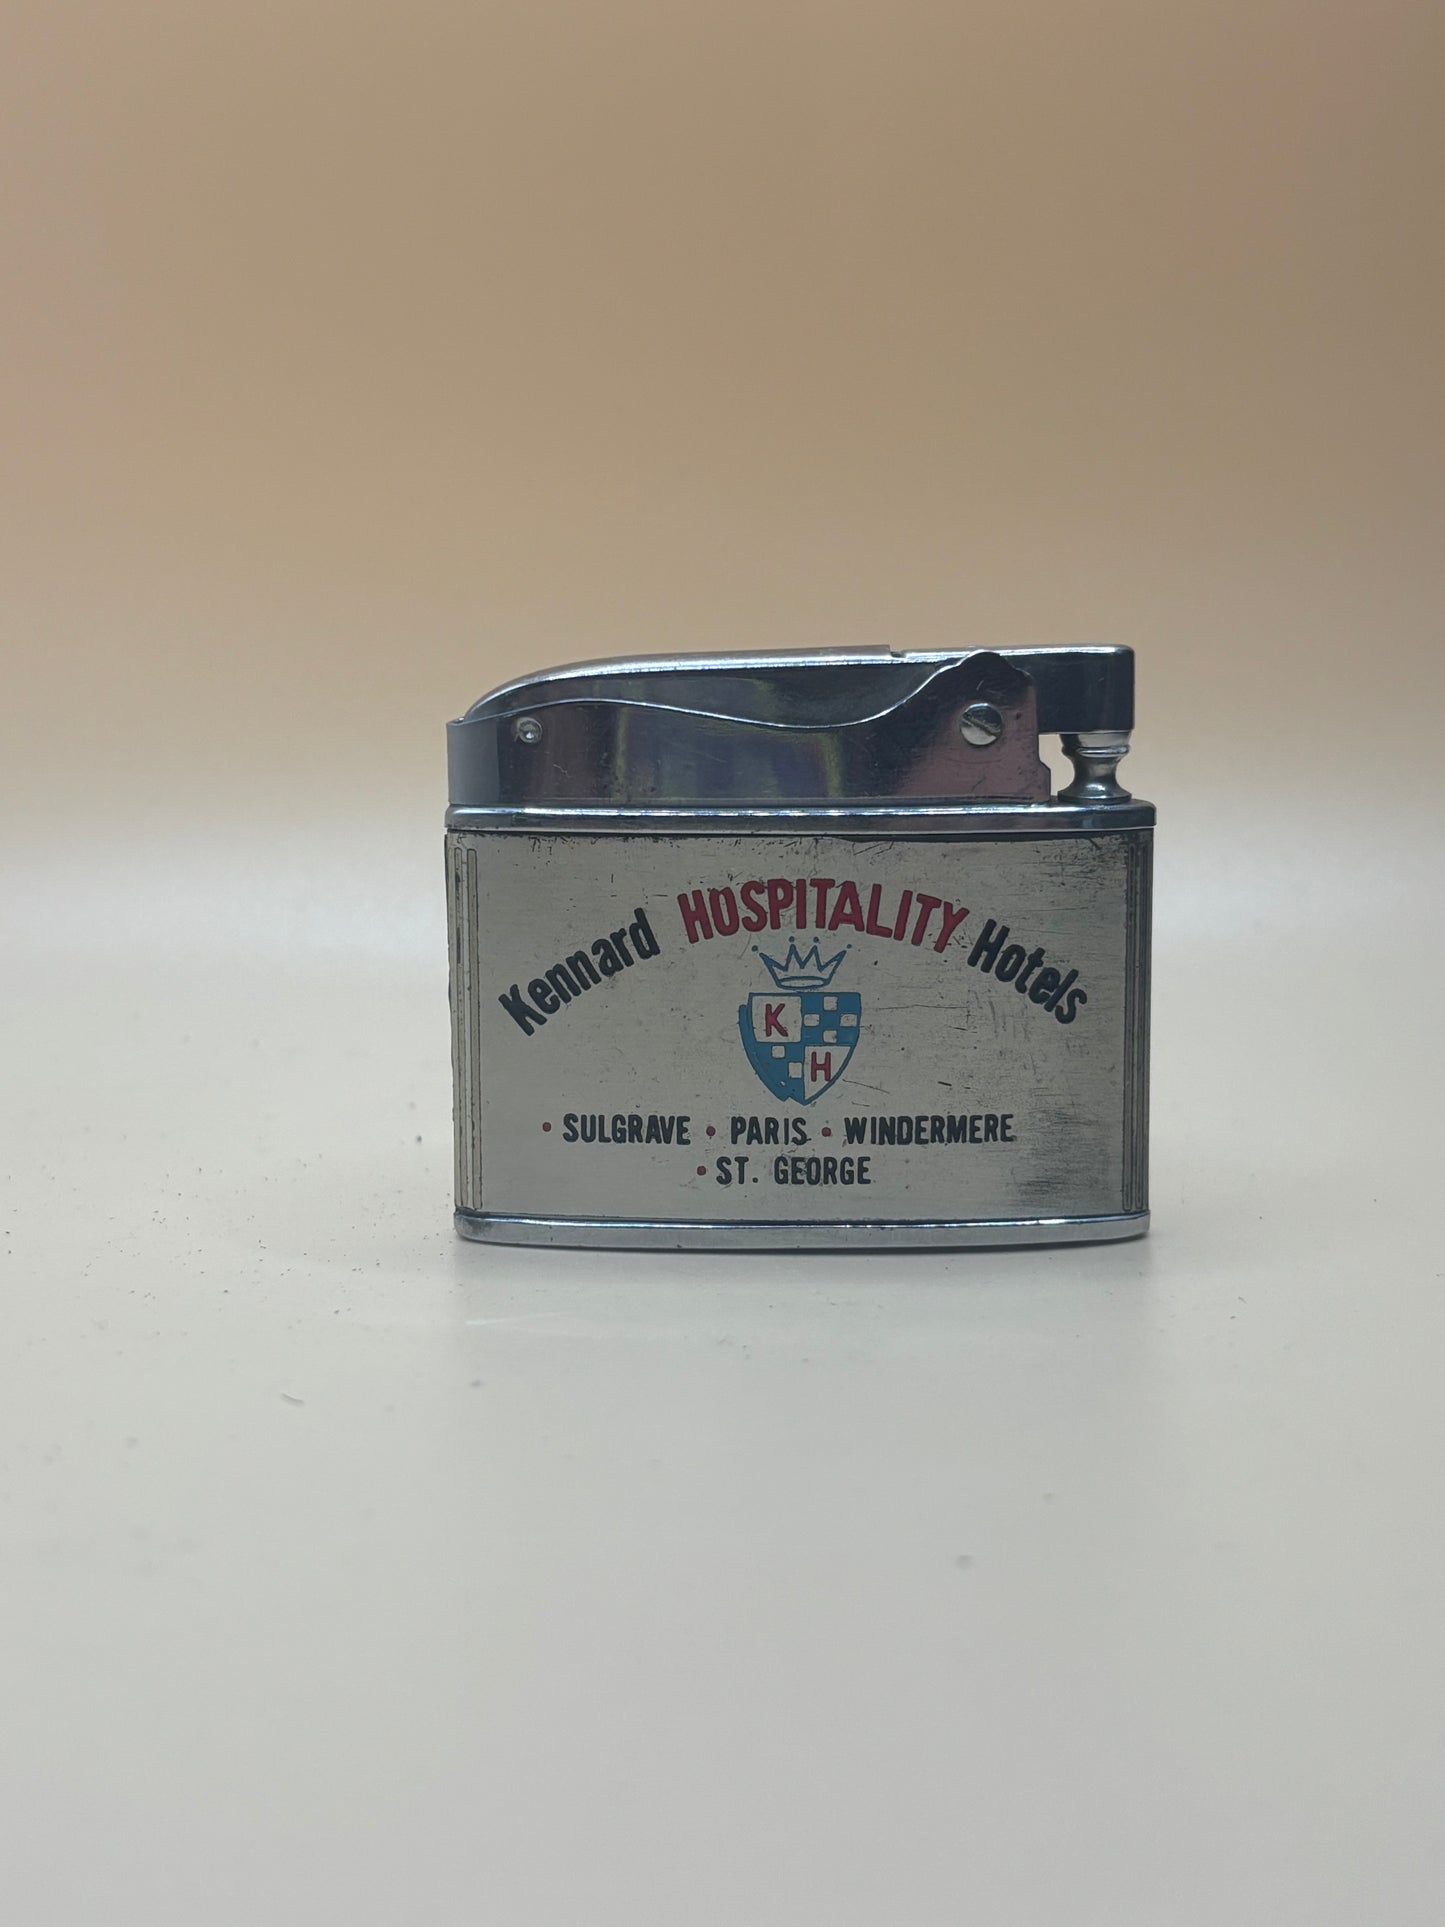 Kennard HOSPITALITY Hotels
K
H
• SULGRAVE • PARIS • WINDERMERE
• ST. GEORGE